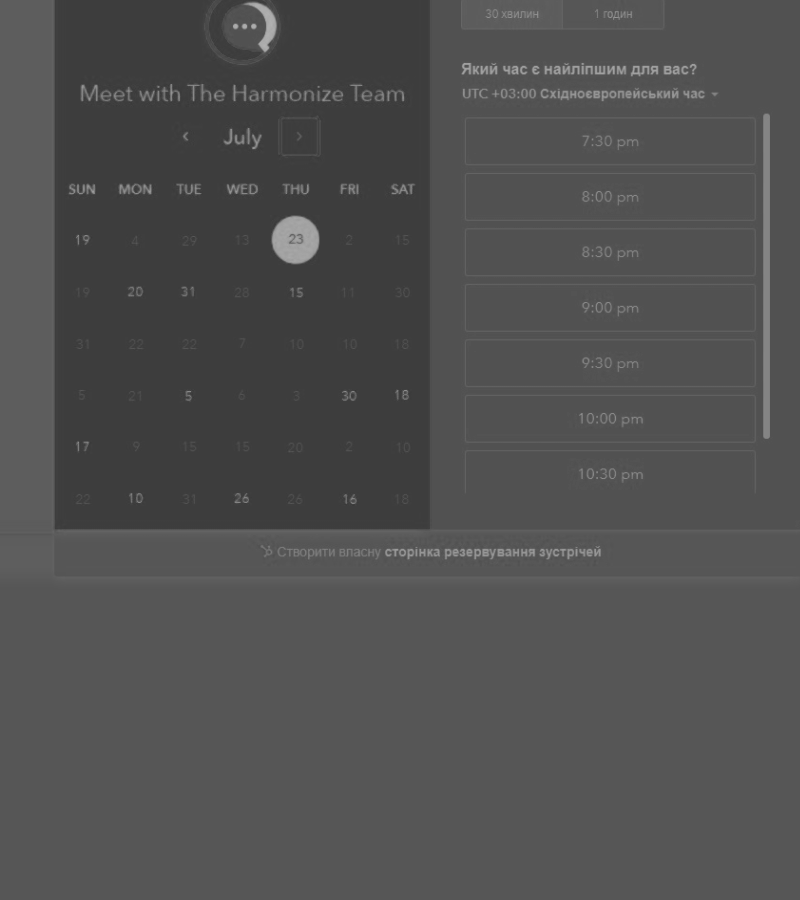 30 хвилин 1 годин
Meet with The Harmonize Team
July
SUN MON TUE WED THU FRI SAT
19 4 29 13 23 2 15
19 20 31 28 15 11 30
31 22 22 7 10 10 18
5 21 5 6 3 30 18
17 9 15 15 20 2 10
22 10 31 26 26 16 18
Який час є найліпшим для вас?
UTC +03:00 Східноєвропейський час
7:30 pm
8:00 pm
8:30 pm
9:00 pm
9:30 pm
10:00 pm
10:30 pm
Створити власну сторінка резервування зустрічей